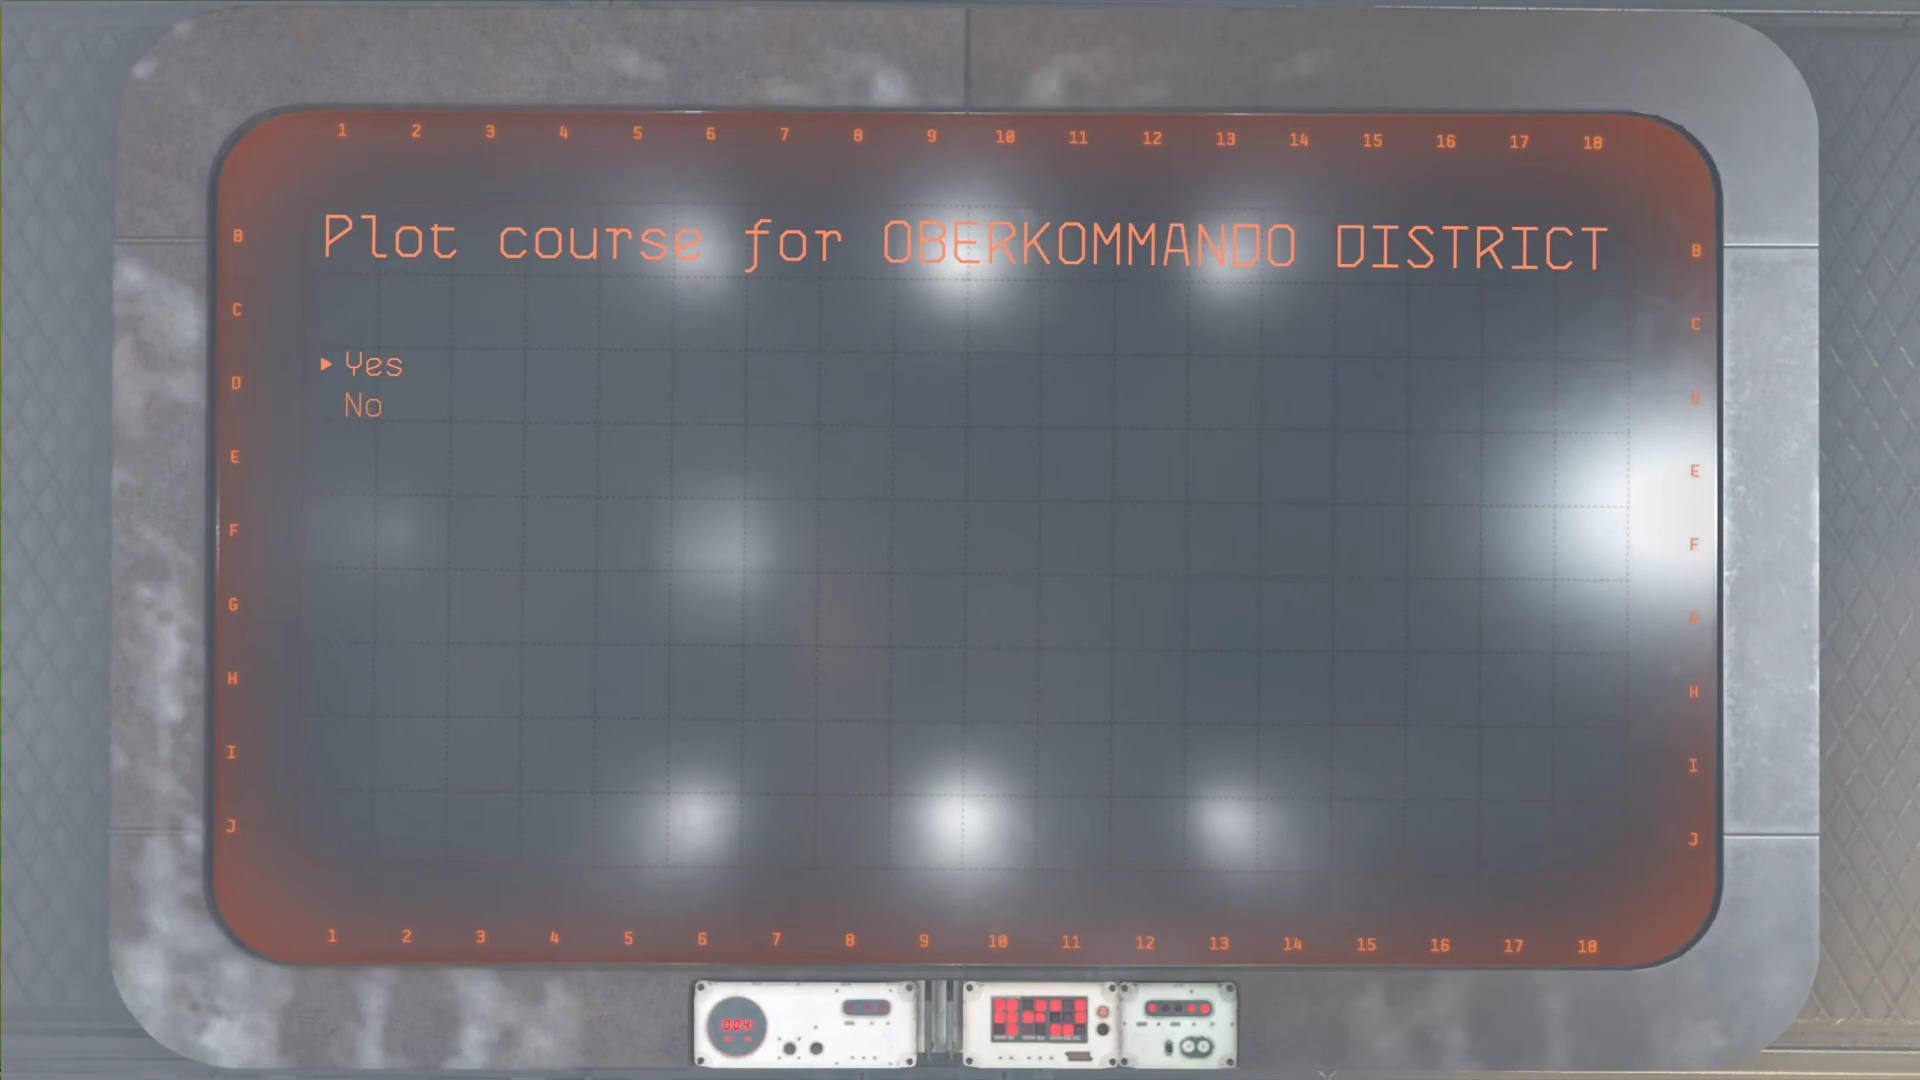 1 2 3 4 5 6 7 8 9 10 11 12 13 14 15 16 17 18
Plot course for OBERKOMMANDO DISTRICT
▸ Yes
No
B B
C C
D D
E E
F F
G G
H H
I I
J J
1 2 3 4 5 6 7 8 9 10 11 12 13 14 15 16 17 18
004